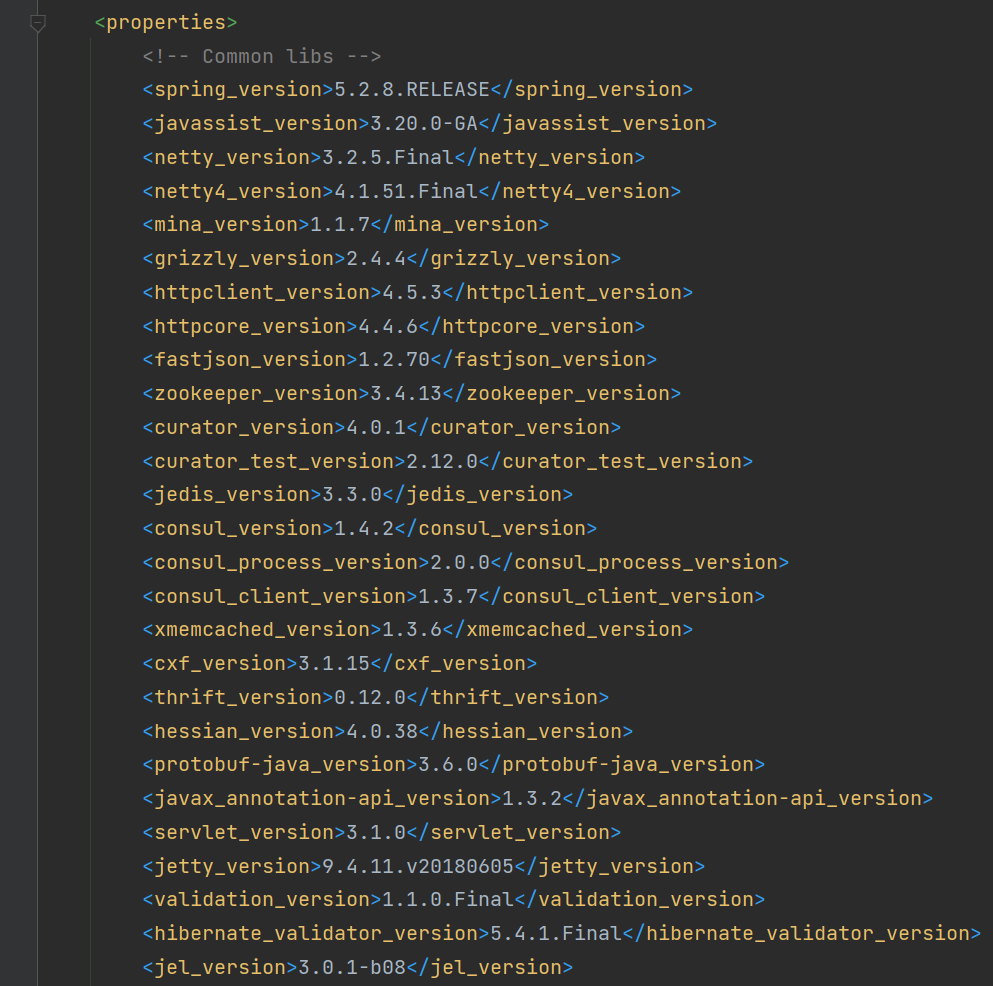 <properties>
<!-- Common libs -->
<spring_version>5.2.8.RELEASE</spring_version>
<javassist_version>3.20.0-GA</javassist_version>
<netty_version>3.2.5.Final</netty_version>
<netty4_version>4.1.51.Final</netty4_version>
<mina_version>1.1.7</mina_version>
<grizzly_version>2.4.4</grizzly_version>
<httpclient_version>4.5.3</httpclient_version>
<httpcore_version>4.4.6</httpcore_version>
<fastjson_version>1.2.70</fastjson_version>
<zookeeper_version>3.4.13</zookeeper_version>
<curator_version>4.0.1</curator_version>
<curator_test_version>2.12.0</curator_test_version>
<jedis_version>3.3.0</jedis_version>
<consul_version>1.4.2</consul_version>
<consul_process_version>2.0.0</consul_process_version>
<consul_client_version>1.3.7</consul_client_version>
<xmemcached_version>1.3.6</xmemcached_version>
<cxf_version>3.1.15</cxf_version>
<thrift_version>0.12.0</thrift_version>
<hessian_version>4.0.38</hessian_version>
<protobuf-java_version>3.6.0</protobuf-java_version>
<javax_annotation-api_version>1.3.2</javax_annotation-api_version>
<servlet_version>3.1.0</servlet_version>
<jetty_version>9.4.11.v20180605</jetty_version>
<validation_version>1.1.0.Final</validation_version>
<hibernate_validator_version>5.4.1.Final</hibernate_validator_version>
<jel_version>3.0.1-b08</jel_version>